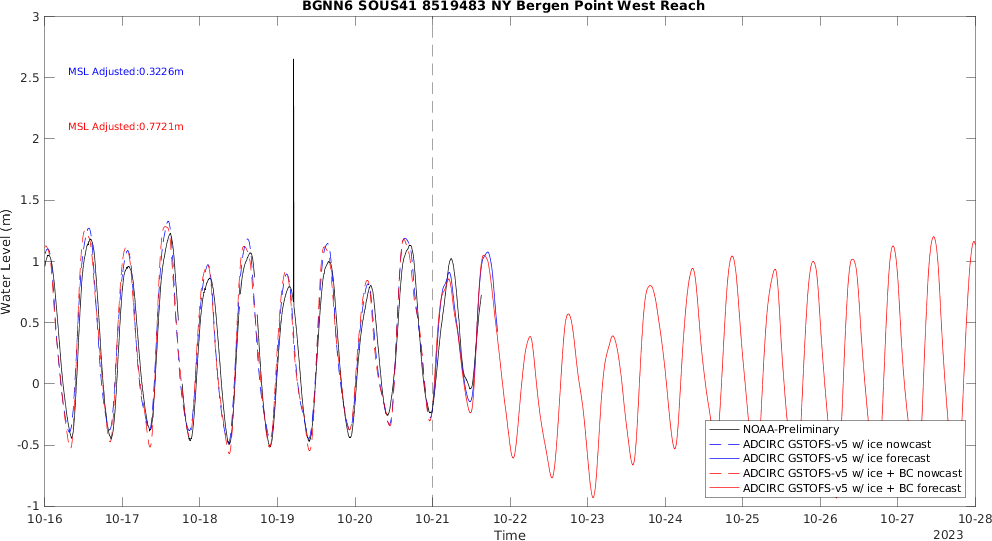 BGNN6 SOUS41 8519483 NY Bergen Point West Reach
3
2.5
2
1.5
1
0.5
0
-0.5
-1
Water Level (m)
MSL Adjusted:0.3226m
MSL Adjusted:0.7721m
NOAA-Preliminary
ADCIRC GSTOFS-v5 w/ ice nowcast
ADCIRC GSTOFS-v5 w/ ice forecast
ADCIRC GSTOFS-v5 w/ ice + BC nowcast
ADCIRC GSTOFS-v5 w/ ice + BC forecast
10-16 10-17 10-18 10-19 10-20 10-21 10-22 10-23 10-24 10-25 10-26 10-27 10-28
Time
2023